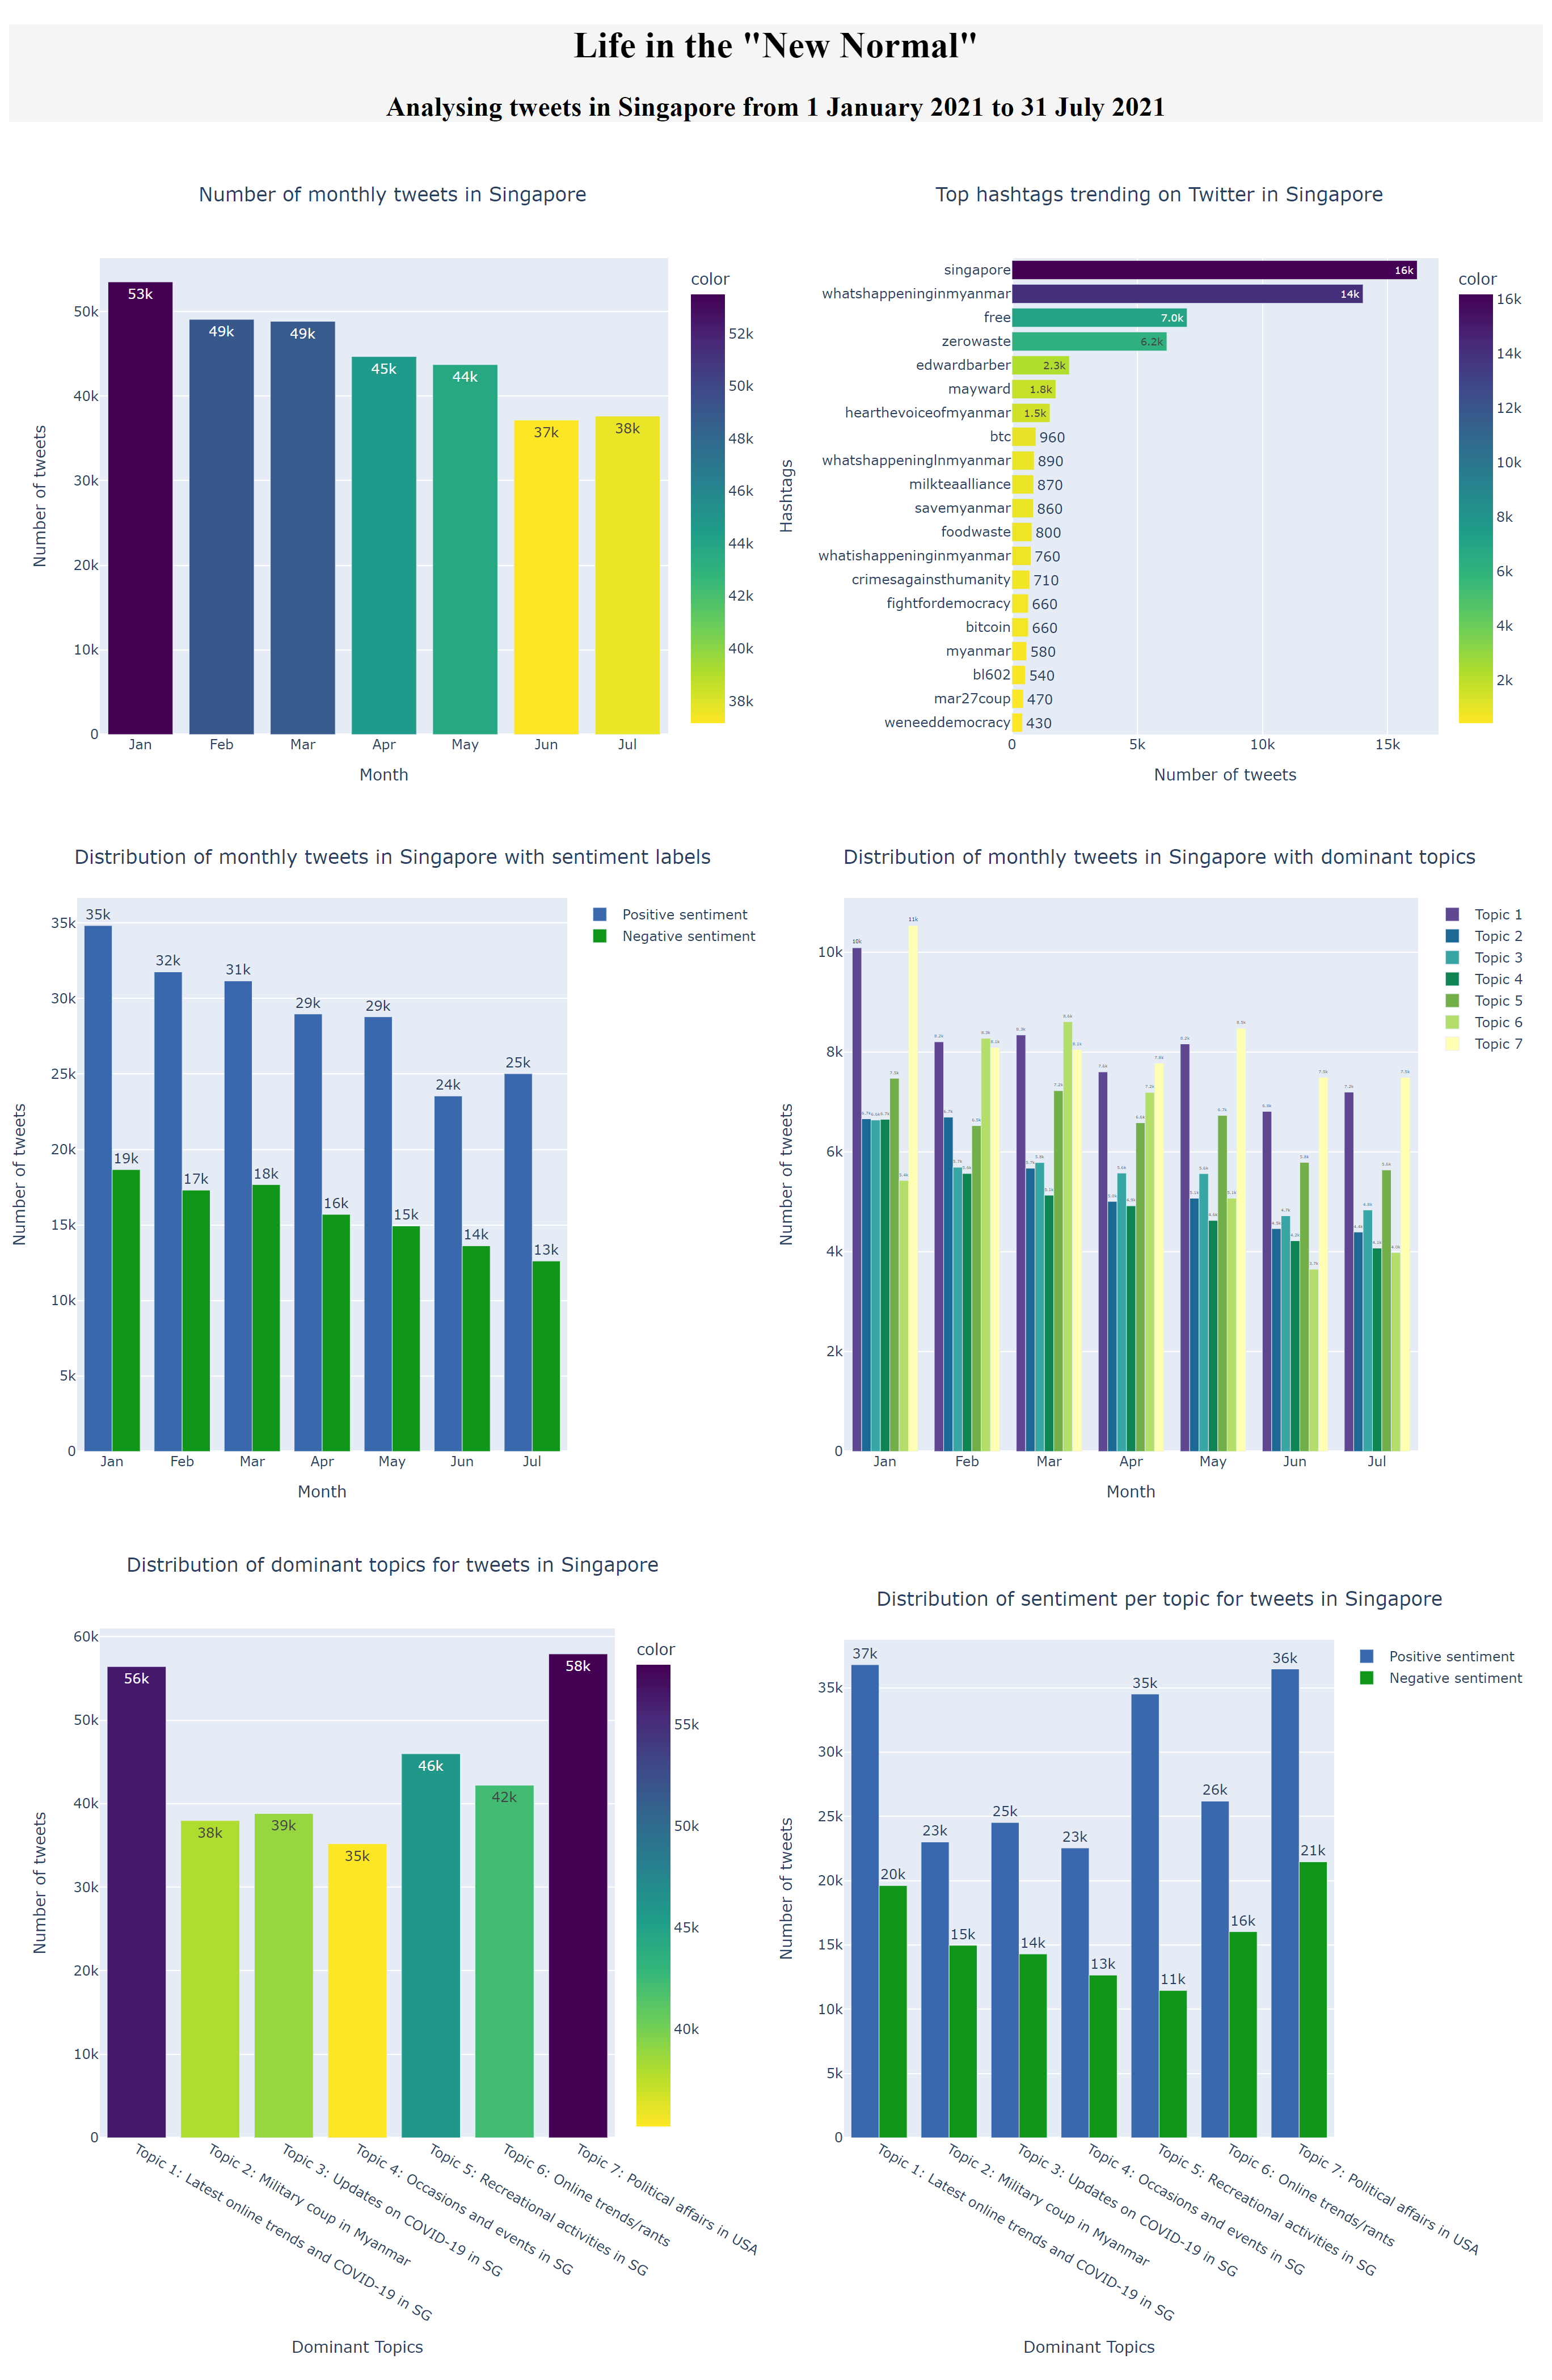 Life in the "New Normal"
Analysing tweets in Singapore from 1 January 2021 to 31 July 2021
Number of monthly tweets in Singapore
53k
49k
49k
45k
44k
37k
38k
50k
40k
30k
20k
10k
0
Number of tweets
Jan Feb Mar Apr May Jun Jul
Month
color
52k
50k
48k
46k
44k
42k
40k
38k
Top hashtags trending on Twitter in Singapore
Hashtags
singapore 16k
whatshappeninginmyanmar 14k
free 7.0k
zerowaste 6.2k
edwardbarber 2.3k
mayward 1.8k
hearthevoiceofmyanmar 1.5k
btc 960
whatshappeninglnmyanmar 890
milkteaalliance 870
savemyanmar 860
foodwaste 800
whatishappeninginmyanmar 760
crimesagainsthumanity 710
fightfordemocracy 660
bitcoin 660
myanmar 580
bl602 540
mar27coup 470
weneeddemocracy 430
0 5k 10k 15k
Number of tweets
color
16k
14k
12k
10k
8k
6k
4k
2k
Distribution of monthly tweets in Singapore with sentiment labels
Positive sentiment
Negative sentiment
35k
30k
25k
20k
15k
10k
5k
0
Number of tweets
35k 19k
32k 17k
31k 18k
29k 16k
29k 15k
24k 14k
25k 13k
Jan Feb Mar Apr May Jun Jul
Month
Distribution of monthly tweets in Singapore with dominant topics
Topic 1
Topic 2
Topic 3
Topic 4
Topic 5
Topic 6
Topic 7
10k
8k
6k
4k
2k
0
Number of tweets
10k
11k
Jan Feb Mar Apr May Jun Jul
Month
Distribution of dominant topics for tweets in Singapore
60k
50k
40k
30k
20k
10k
0
Number of tweets
56k
38k
39k
35k
46k
42k
58k
color
55k
50k
45k
40k
Topic 1: Latest online trends and COVID-19 in SG
Topic 2: Military coup in Myanmar
Topic 3: Updates on COVID-19 in SG
Topic 4: Occasions and events in SG
Topic 5: Recreational activities in SG
Topic 6: Online trends/rants
Topic 7: Political affairs in USA
Dominant Topics
Distribution of sentiment per topic for tweets in Singapore
Positive sentiment
Negative sentiment
35k
30k
25k
20k
15k
10k
5k
0
Number of tweets
37k 20k
23k 15k
25k 14k
23k 13k
35k 11k
26k 16k
36k 21k
Topic 1: Latest online trends and COVID-19 in SG
Topic 2: Military coup in Myanmar
Topic 3: Updates on COVID-19 in SG
Topic 4: Occasions and events in SG
Topic 5: Recreational activities in SG
Topic 6: Online trends/rants
Topic 7: Political affairs in USA
Dominant Topics